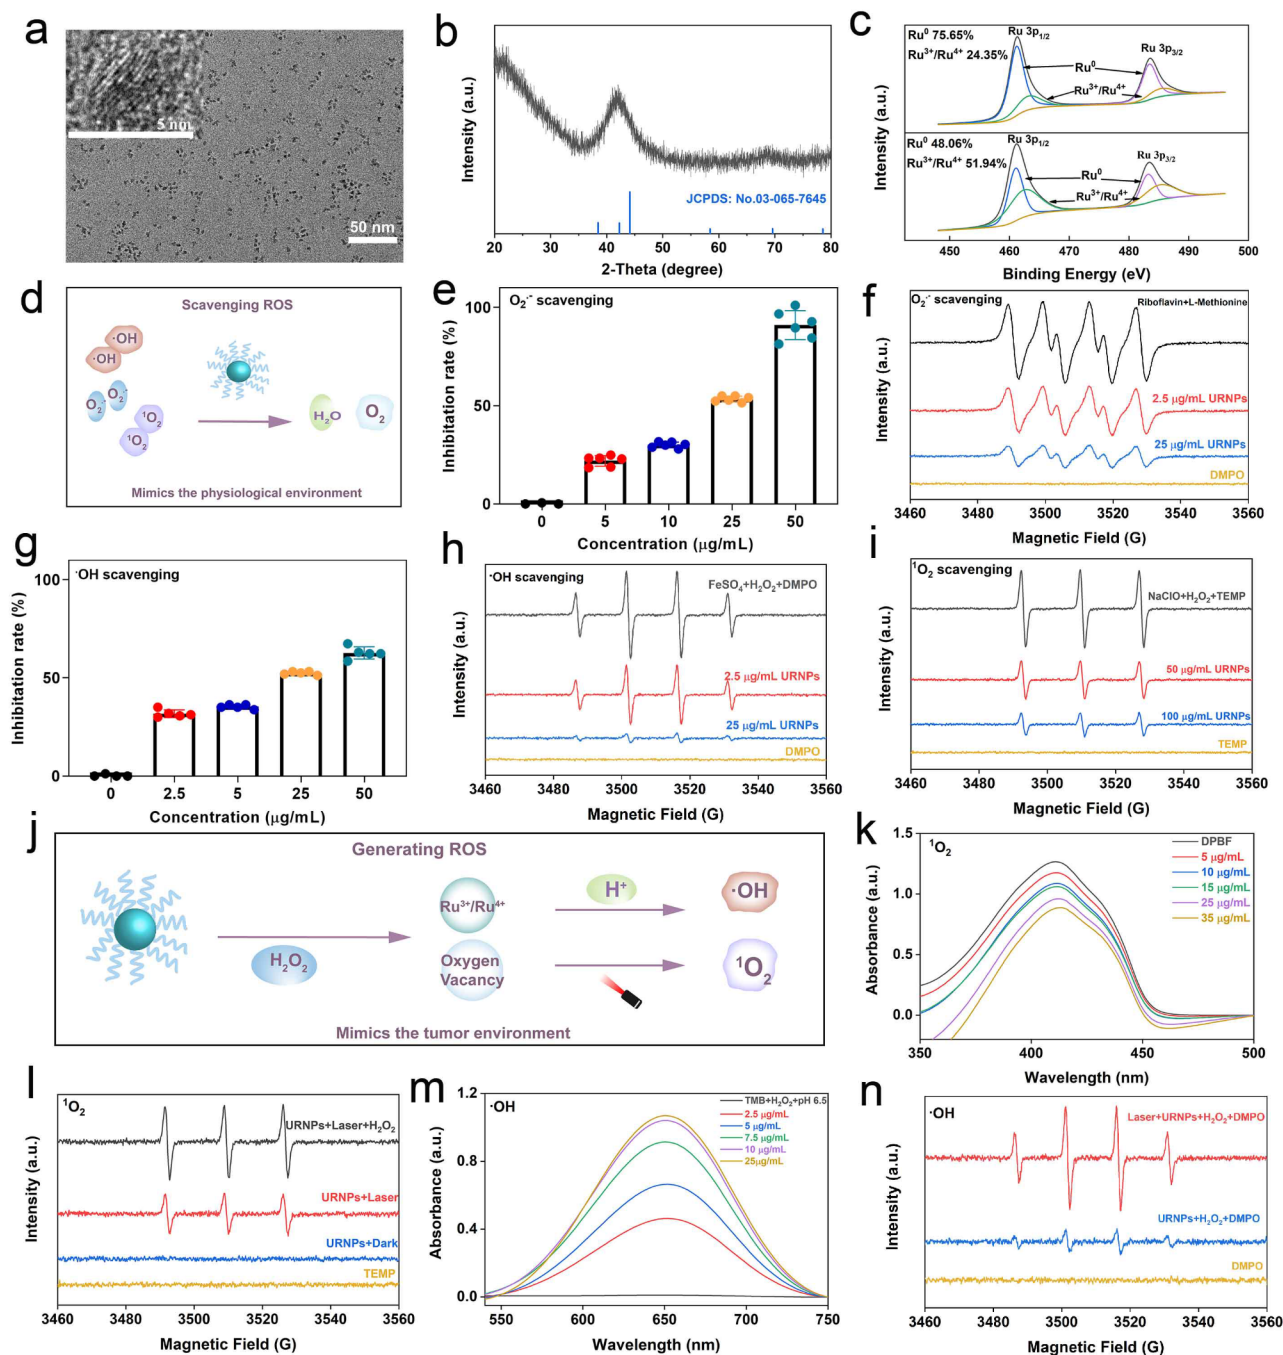 a
5 nm
50 nm
b
Intensity (a.u.)
JCPDS: No.03-065-7645
20 30 40 50 60 70 80
2-Theta (degree)
c
Intensity (a.u.)
Ru⁰ 75.65%
Ru³⁺/Ru⁴⁺ 24.35%
Ru 3p₁/₂
Ru 3p₃/₂
Ru⁰
Ru³⁺/Ru⁴⁺
Ru⁰ 48.06%
Ru³⁺/Ru⁴⁺ 51.94%
Ru 3p₁/₂
Ru 3p₃/₂
Ru⁰
Ru³⁺/Ru⁴⁺
450 460 470 480 490 500
Binding Energy (eV)
d
Scavenging ROS
·OH
·OH
O₂·⁻
O₂·⁻
¹O₂
¹O₂
H₂O
O₂
Mimics the physiological environment
e
O₂·⁻ scavenging
Inhibitation rate (%)
100
50
0
0 5 10 25 50
Concentration (μg/mL)
f
O₂·⁻ scavenging
Intensity (a.u.)
Riboflavin+L-Methionine
2.5 μg/mL URNPs
25 μg/mL URNPs
DMPO
3460 3480 3500 3520 3540 3560
Magnetic Field (G)
g
·OH scavenging
Inhibitation rate (%)
100
50
0
0 2.5 5 25 50
Concentration (μg/mL)
h
·OH scavenging
Intensity (a.u.)
FeSO₄+H₂O₂+DMPO
2.5 μg/mL URNPs
25 μg/mL URNPs
DMPO
3460 3480 3500 3520 3540 3560
Magnetic Field (G)
i
¹O₂ scavenging
Intensity (a.u.)
NaClO+H₂O₂+TEMP
50 μg/mL URNPs
100 μg/mL URNPs
TEMP
3460 3480 3500 3520 3540 3560
Magnetic Field (G)
j
Generating ROS
H₂O₂
Ru³⁺/Ru⁴⁺
Oxygen
Vacancy
H⁺
·OH
¹O₂
Mimics the tumor environment
k
¹O₂
Absorbance (a.u.)
1.5
1.0
0.5
0.0
DPBF
5 μg/mL
10 μg/mL
15 μg/mL
25 μg/mL
35 μg/mL
350 400 450 500
Wavelength (nm)
l
¹O₂
Intensity (a.u.)
URNPs+Laser+H₂O₂
URNPs+Laser
URNPs+Dark
TEMP
3460 3480 3500 3520 3540 3560
Magnetic Field (G)
m
·OH
Absorbance (a.u.)
1.2
0.8
0.4
0.0
TMB+H₂O₂+pH 6.5
2.5 μg/mL
5 μg/mL
7.5 μg/mL
10 μg/mL
25μg/mL
550 600 650 700 750
Wavelength (nm)
n
·OH
Intensity (a.u.)
Laser+URNPs+H₂O₂+DMPO
URNPs+H₂O₂+DMPO
DMPO
3460 3480 3500 3520 3540 3560
Magnetic Field (G)